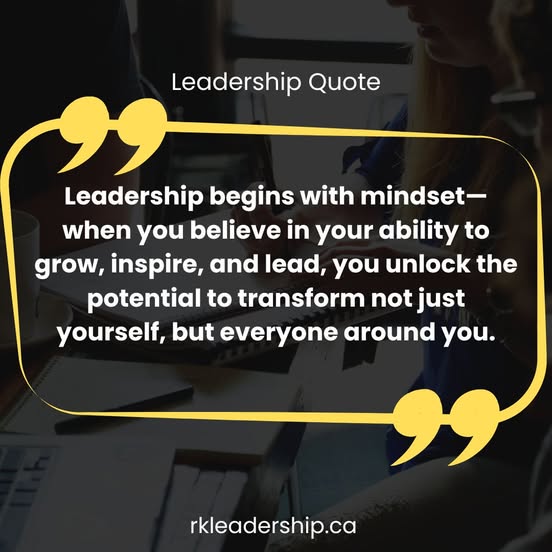 Leadership Quote
Leadership begins with mindset—
when you believe in your ability to
grow, inspire, and lead, you unlock the
potential to transform not just
yourself, but everyone around you.
rkleadership.ca